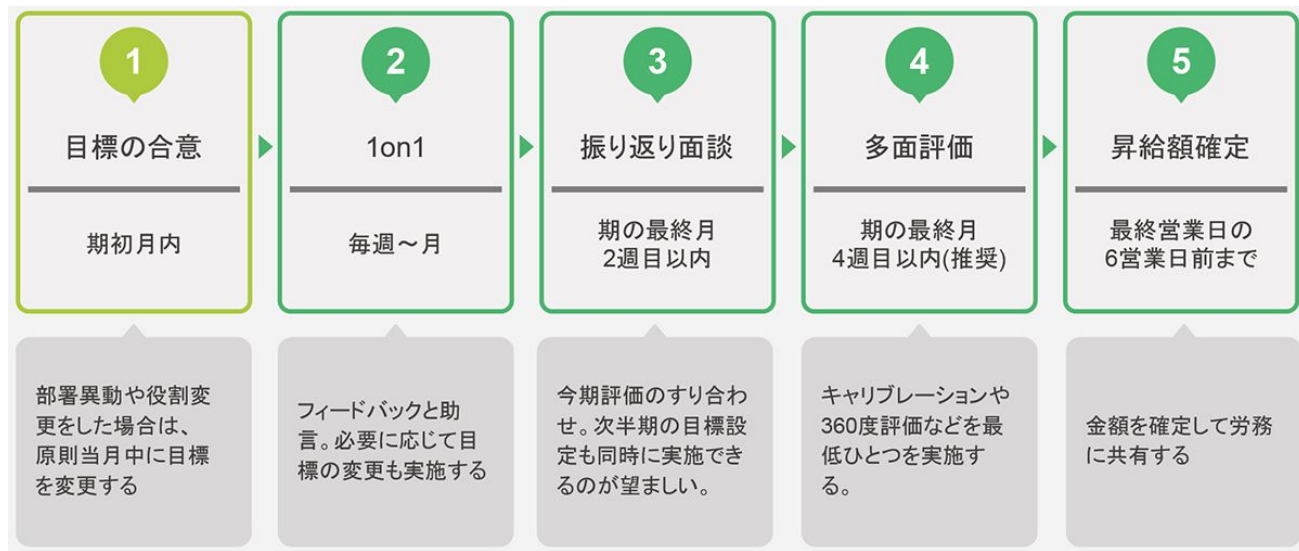 1
目標の合意
期初月内
部署異動や役割変
更をした場合は、
原則当月中に目標
を変更する
2
1on1
毎週～月
フィードバックと助
言。必要に応じて目
標の変更も実施する
3
振り返り面談
期の最終月
2週目以内
今期評価のすり合わ
せ。次半期の目標設
定も同時に実施でき
るのが望ましい。
4
多面評価
期の最終月
4週目以内(推奨)
キャリブレーションや
360度評価などを最
低ひとつを実施す
る。
5
昇給額確定
最終営業日の
6営業日前まで
金額を確定して労務
に共有する